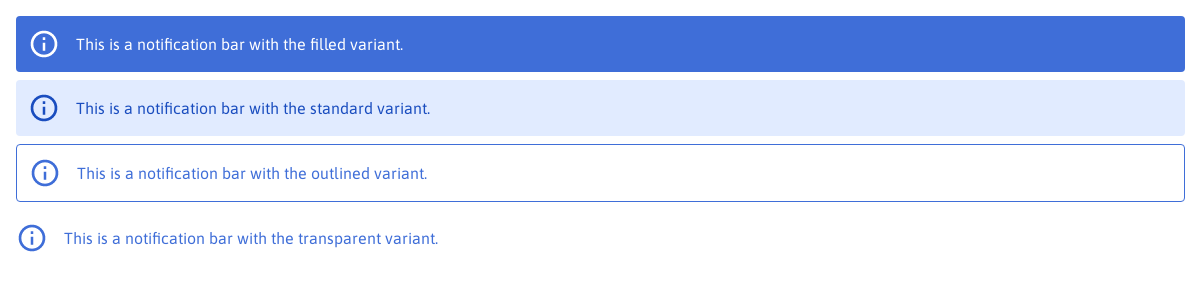 This is a notification bar with the filled variant.
This is a notification bar with the standard variant.
This is a notification bar with the outlined variant.
This is a notification bar with the transparent variant.